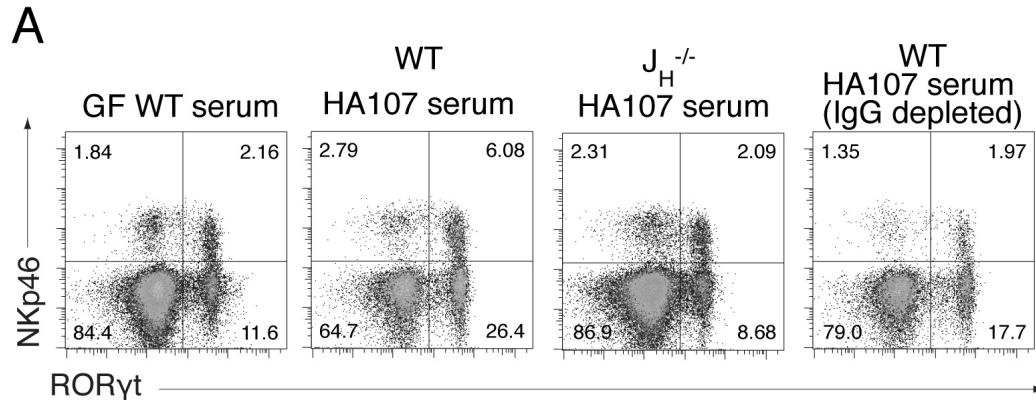 A
GF WT serum
WT
HA107 serum
J H -/-
HA107 serum
WT
HA107 serum
(IgG depleted)
1.84 2.16
84.4 11.6
2.79 6.08
64.7 26.4
2.31 2.09
86.9 8.68
1.35 1.97
79.0 17.7
NKp46
RORγt